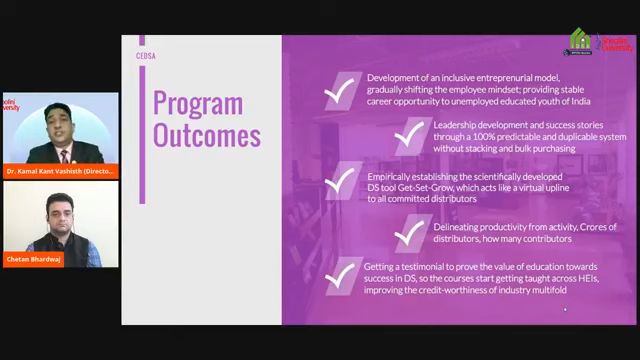 CEDSA
Program
Outcomes
Development of an inclusive entreprenurial model,
gradually shifting the employee mindset; providing stable
career opportunity to unemployed educated youth of India
Leadership development and success stories
through a 100% predictable and duplicable system
without stacking and bulk purchasing
Empirically establishing the scientifically developed
DS tool Get-Set-Grow, which acts like a virtual upline
to all committed distributors
Delineating productivity from activity, Crores of
distributors, how many contributors
Getting a testimonial to prove the value of education towards
success in DS, so the courses start getting taught across HEIs,
improving the credit-worthiness of industry multifold
Dr. Kamal Kant Vashisth (Directo...
Chetan Bhardwaj
Shoolini
University